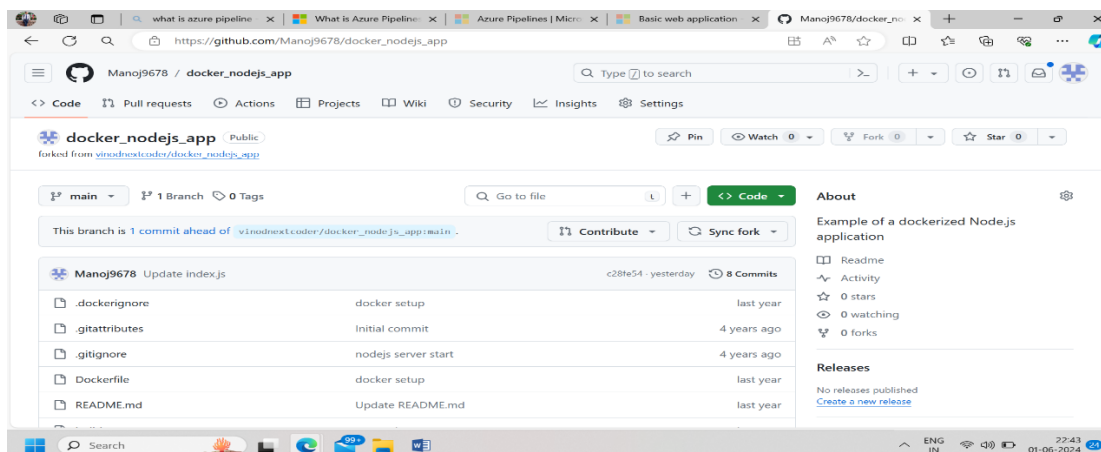 what is azure pipeline
What is Azure Pipeline
Azure Pipelines | Micro
Basic web application
Manoj9678/docker_no
https://github.com/Manoj9678/docker_nodejs_app
Manoj9678 / docker_nodejs_app
Type / to search
<> Code Pull requests Actions Projects Wiki Security Insights Settings
docker_nodejs_app Public
Pin Watch 0 Fork 0 Star 0
forked from vinodnextcoder/docker_nodejs_app
main 1 Branch 0 Tags
Go to file
<> Code
About
This branch is 1 commit ahead of vinodnextcoder/docker_nodejs_app:main .
Contribute Sync fork
Example of a dockerized Node.js
application
Manoj9678 Update index.js c28fe54 · yesterday 8 Commits
.dockerignore docker setup last year
.gitattributes Initial commit 4 years ago
.gitignore nodejs server start 4 years ago
Dockerfile docker setup last year
README.md Update README.md last year
Readme
Activity
0 stars
0 watching
0 forks
Releases
No releases published
Create a new release
Search
99+
ENG
IN
22:43
01-06-2024
24